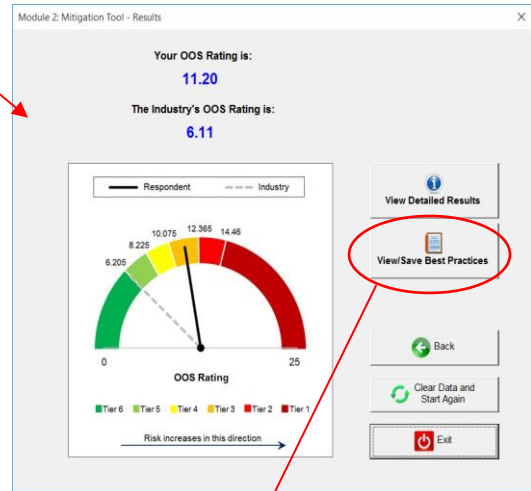 Module 2: Mitigation Tool - Results
Your OOS Rating is:
11.20
The Industry's OOS Rating is:
6.11
Respondent Industry
6.205
8.225
10.075
12.365
14.46
0
25
OOS Rating
Tier 6 Tier 5 Tier 4 Tier 3 Tier 2 Tier 1
Risk increases in this direction
View Detailed Results
View/Save Best Practices
Back
Clear Data and
Start Again
Exit